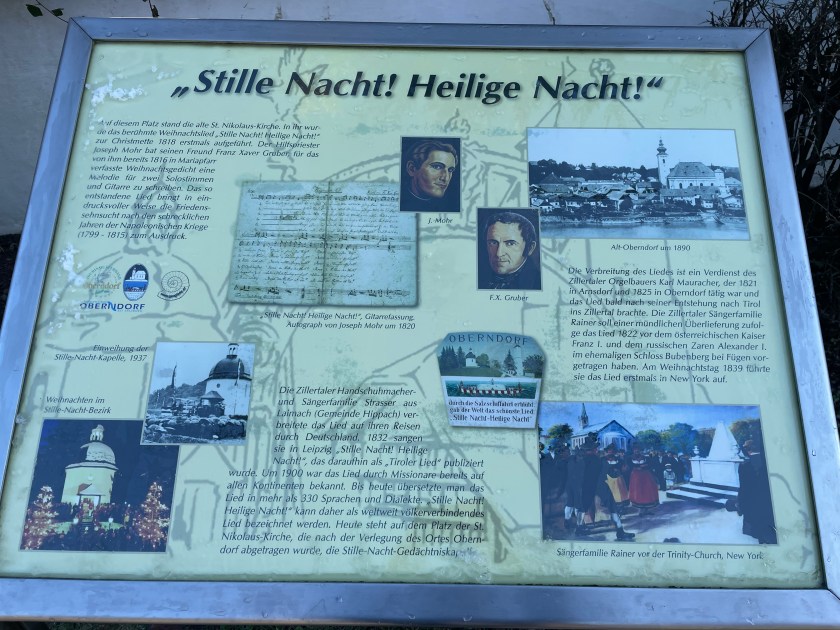 „Stille Nacht! Heilige Nacht!“
Auf diesem Platz stand die alte St. Nikolaus-Kirche. In ihr wur-
de das berühmte Weihnachtslied „Stille Nacht! Heilige Nacht!“
zur Christmette 1818 erstmals aufgeführt. Der Hilfspriester
Joseph Mohr bat seinen Freund Franz Xaver Gruber, für das
von ihm bereits 1816 in Mariapfarr
verfasste Weihnachtsgedicht eine
Melodie für zwei Solostimmen
und Gitarre zu schreiben. Das so
entstandene Lied bringt in ein-
drucksvoller Weise die Friedens-
sehnsucht nach den schrecklichen
Jahren der Napoleonischen Kriege
(1799 - 1815) zum Ausdruck.
oberndorf
OBERNDORF
„Stille Nacht! Heilige Nacht!“, Gitarrefassung,
Autograph von Joseph Mohr um 1820
J. Mohr
F.X. Gruber
Alt-Oberndorf um 1890
Die Verbreitung des Liedes ist ein Verdienst des
Zillertaler Orgelbauers Karl Mauracher, der 1821
in Arnsdorf und 1825 in Oberndorf tätig war und
das Lied bald nach seiner Entstehung nach Tirol
ins Zillertal brachte. Die Zillertaler Sängerfamilie
Rainer soll einer mündlichen Überlieferung zufol-
ge das Lied 1822 vor dem österreichischen Kaiser
Franz I. und dem russischen Zaren Alexander I.
im ehemaligen Schloss Bubenberg bei Fügen vor-
getragen haben. Am Weihnachtstag 1839 führte
sie das Lied erstmals in New York auf.
Einweihung der
Stille-Nacht-Kapelle, 1937
Weihnachten im
Stille-Nacht-Bezirk
Die Zillertaler Handschuhmacher-
und Sängerfamilie Strasser aus
Laimach (Gemeinde Hippach) ver-
breitete das Lied auf ihren Reisen
durch Deutschland. 1832 sangen
sie in Leipzig „Stille Nacht! Heilige
Nacht!“, das daraufhin als „Tiroler Lied“ publiziert
wurde. Um 1900 war das Lied durch Missionare bereits auf
allen Kontinenten bekannt. Bis heute übersetzte man das
Lied in mehr als 330 Sprachen und Dialekte. „Stille Nacht!
Heilige Nacht!“ kann daher als weltweit völkerverbindendes
Lied bezeichnet werden. Heute steht auf dem Platz der St.
Nikolaus-Kirche, die nach der Verlegung des Ortes Obern-
dorf abgetragen wurde, die Stille-Nacht-Gedächtniskap
OBERNDORF
durch die Salzschiffahrt erblüht
gab der Welt das schönste Lied
„Stille Nacht-Heilige Nacht“
Sängerfamilie Rainer vor der Trinity-Church, New York